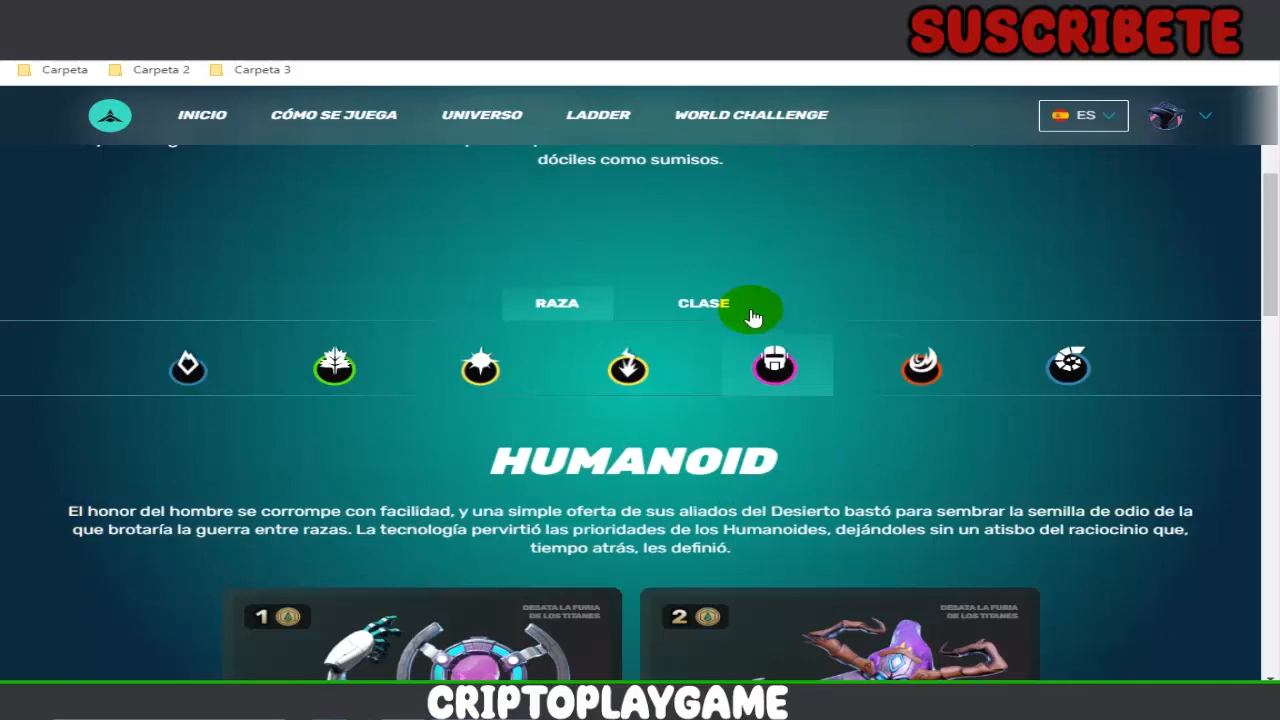 SUSCRIBETE
Carpeta
Carpeta 2
Carpeta 3
INICIO
CÓMO SE JUEGA
UNIVERSO
LADDER
WORLD CHALLENGE
ES
dóciles como sumisos.
RAZA
CLASE
HUMANOID
El honor del hombre se corrompe con facilidad, y una simple oferta de sus aliados del Desierto bastó para sembrar la semilla de odio de la
que brotaría la guerra entre razas. La tecnología pervirtió las prioridades de los Humanoides, dejándoles sin un atisbo del raciocinio que,
tiempo atrás, les definió.
1
DESATA LA FURIA
DE LOS TITANES
2
DESATA LA FURIA
DE LOS TITANES
CRIPTOPLAYGAME